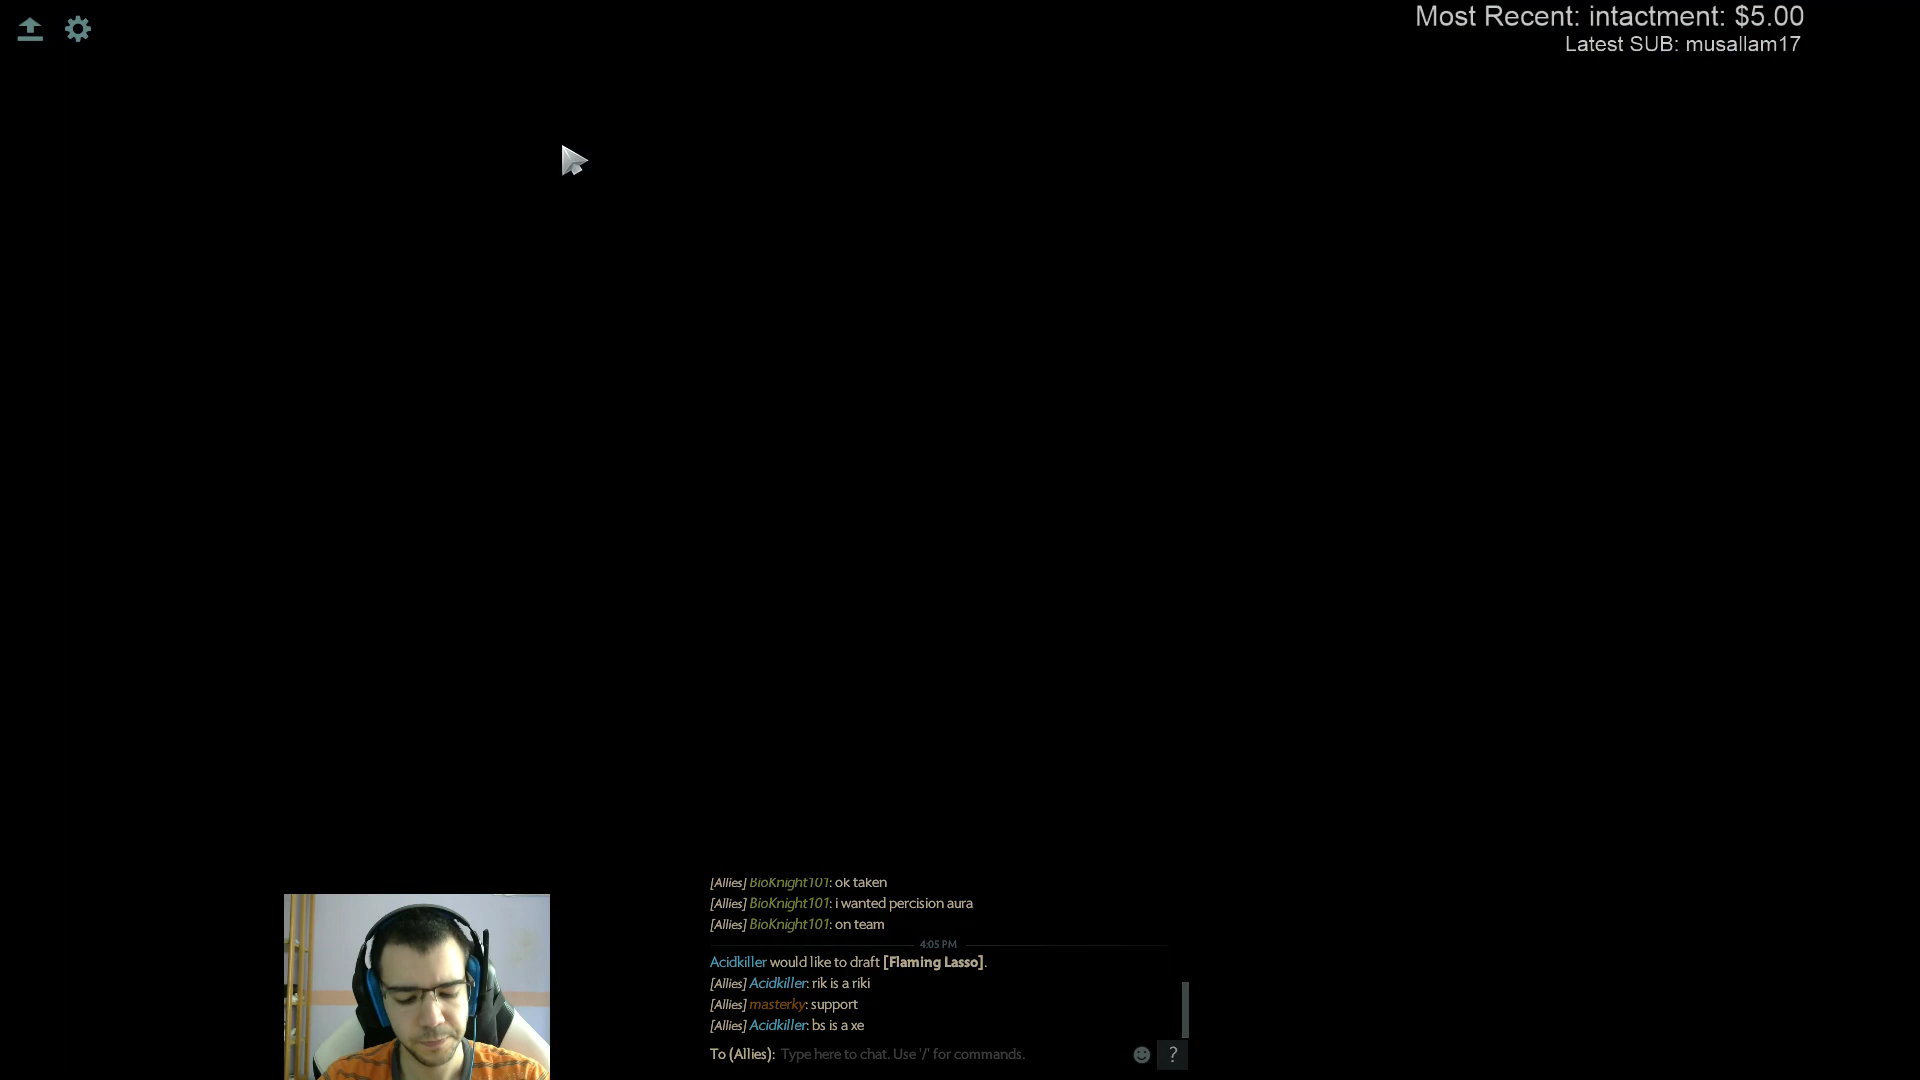 Most Recent: intactment: $5.00
Latest SUB: musallam17
[Allies] BioKnight101: ok taken
[Allies] BioKnight101: i wanted percision aura
[Allies] BioKnight101: on team
4:05 PM
Acidkiller would like to draft [Flaming Lasso].
[Allies] Acidkiller: rik is a riki
[Allies] masterky: support
[Allies] Acidkiller: bs is a xe
To (Allies): Type here to chat. Use '/' for commands.
?